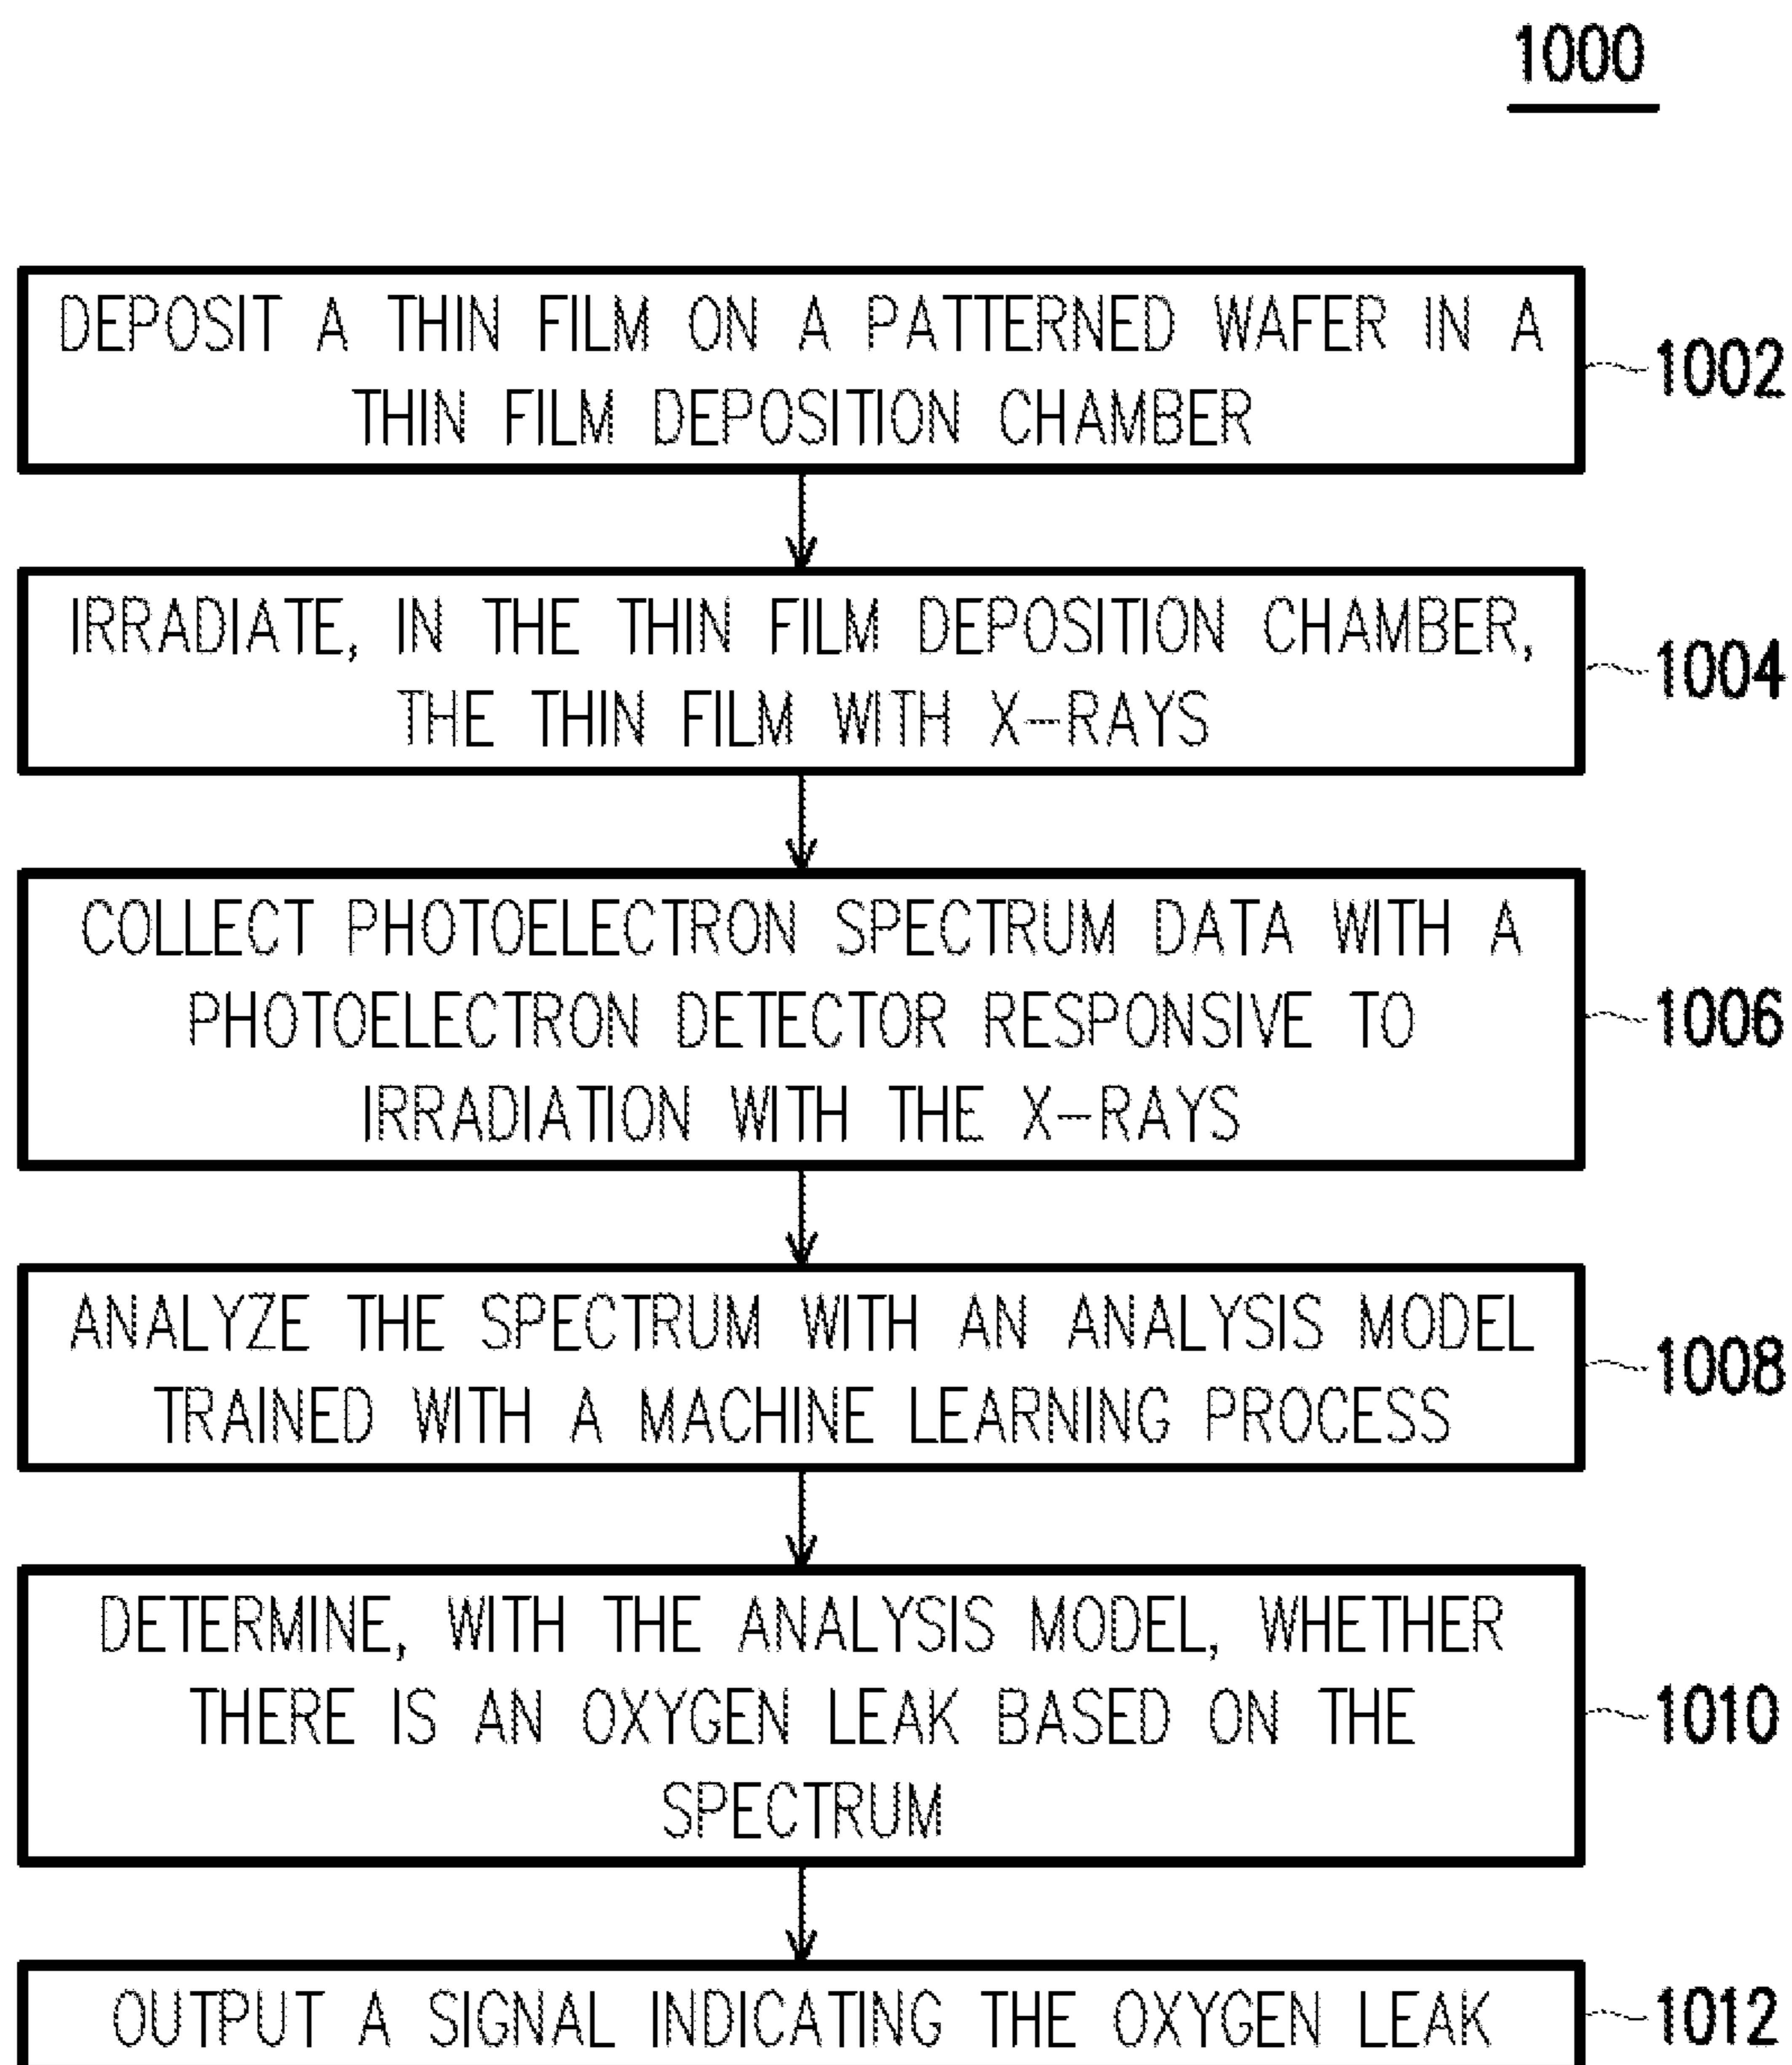 1000
DEPOSIT A THIN FILM ON A PATTERNED WAFER IN A
THIN FILM DEPOSITION CHAMBER
1002
IRRADIATE, IN THE THIN FILM DEPOSITION CHAMBER,
THE THIN FILM WITH X-RAYS
1004
COLLECT PHOTOELECTRON SPECTRUM DATA WITH A
PHOTOELECTRON DETECTOR RESPONSIVE TO
IRRADIATION WITH THE X-RAYS
1006
ANALYZE THE SPECTRUM WITH AN ANALYSIS MODEL
TRAINED WITH A MACHINE LEARNING PROCESS
1008
DETERMINE, WITH THE ANALYSIS MODEL, WHETHER
THERE IS AN OXYGEN LEAK BASED ON THE
SPECTRUM
1010
OUTPUT A SIGNAL INDICATING THE OXYGEN LEAK
1012